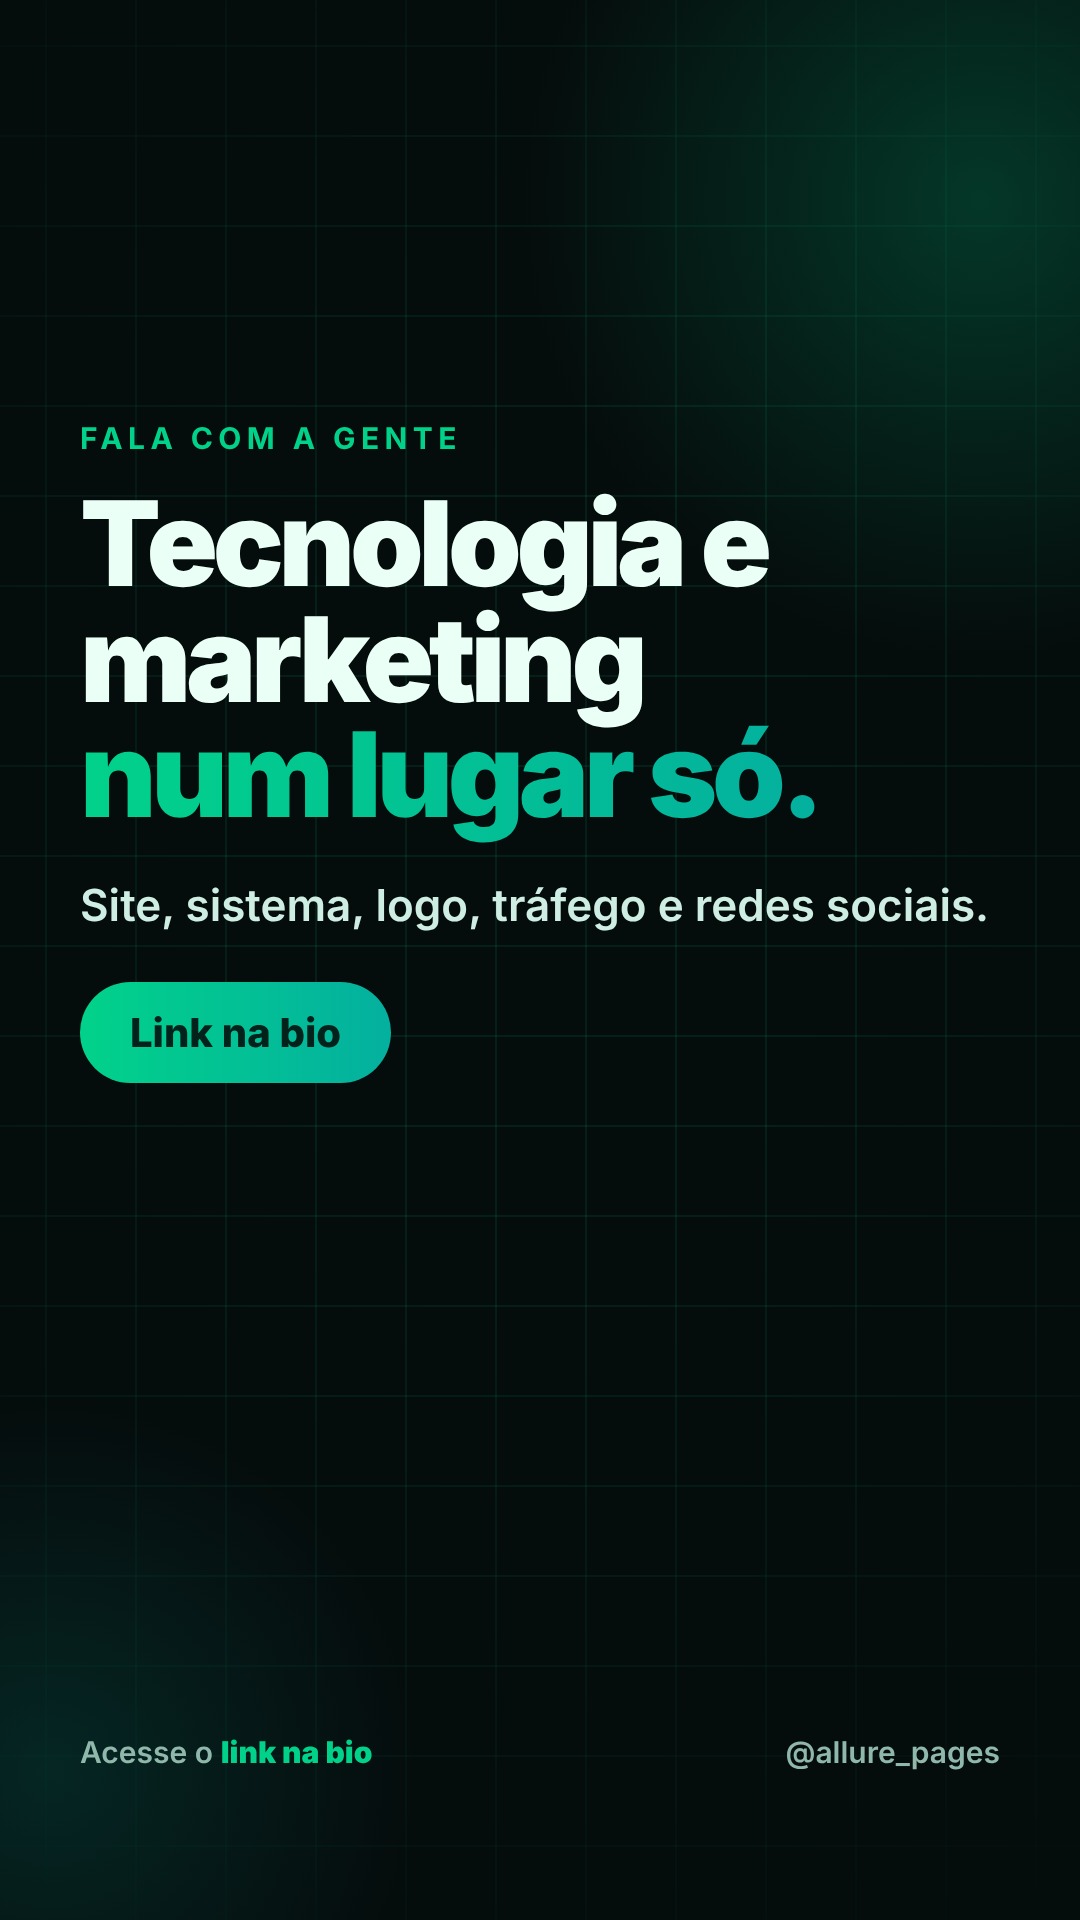 FALA COM A GENTE
Tecnologia e
marketing
num lugar só.
Site, sistema, logo, tráfego e redes sociais.
Link na bio
Acesse o link na bio
@allure_pages